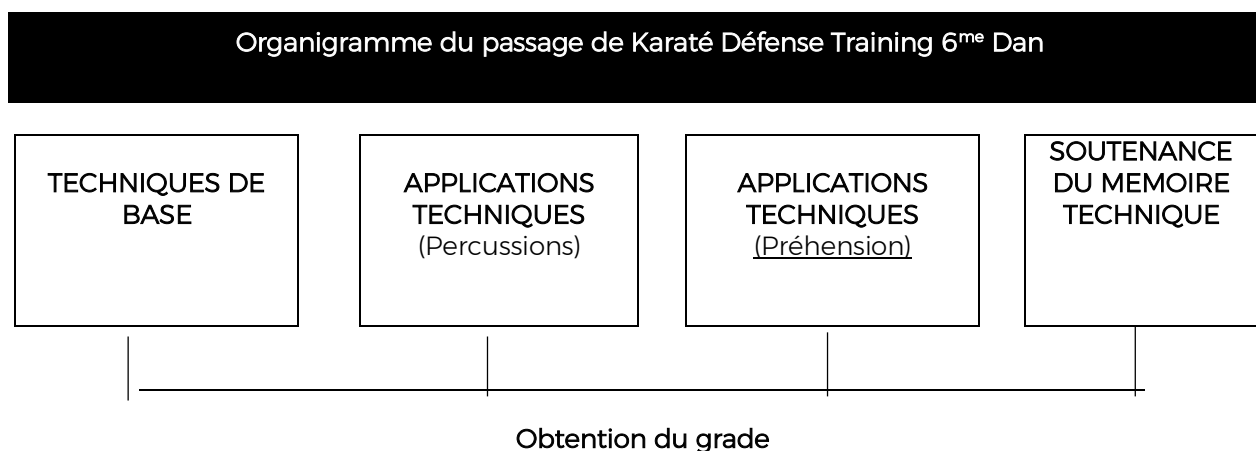 Organigramme du passage de Karaté Défense Training 6ᵐᵉ Dan
TECHNIQUES DE
BASE
APPLICATIONS
TECHNIQUES
(Percussions)
APPLICATIONS
TECHNIQUES
(Préhension)
SOUTENANCE
DU MEMOIRE
TECHNIQUE
Obtention du grade